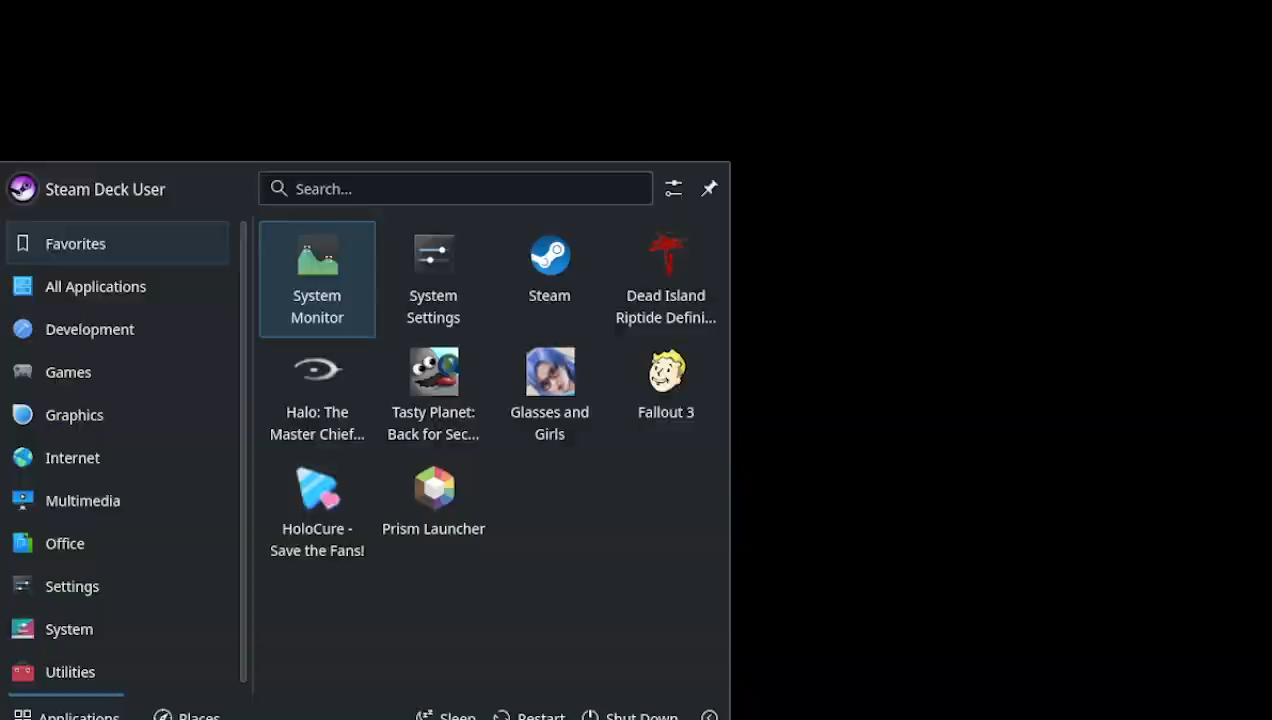 Steam Deck User
Search...
Favorites
All Applications
Development
Games
Graphics
Internet
Multimedia
Office
Settings
System
Utilities
System
Monitor
System
Settings
Steam
Dead Island
Riptide Defini...
Halo: The
Master Chief...
Tasty Planet:
Back for Sec...
Glasses and
Girls
Fallout 3
HoloCure -
Save the Fans!
Prism Launcher
Applications
Places
Sleep
Restart
Shut Down